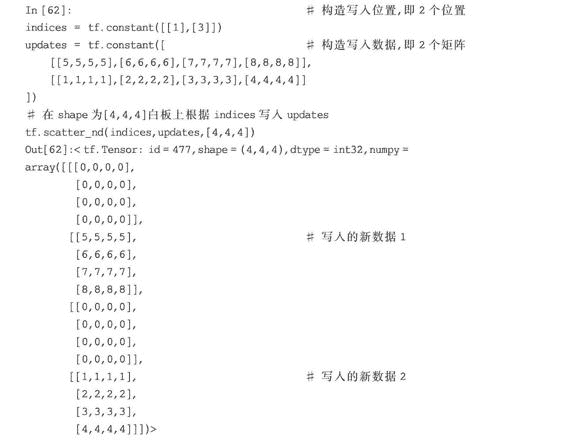 In [62]: # 构造写入位置,即 2 个位置
indices = tf.constant([[1],[3]])
updates = tf.constant([ # 构造写入数据,即 2 个矩阵
[[5,5,5,5],[6,6,6,6],[7,7,7,7],[8,8,8,8]],
[[1,1,1,1],[2,2,2,2],[3,3,3,3],[4,4,4,4]]
])
# 在 shape 为[4,4,4]白板上根据 indices 写入 updates
tf.scatter_nd(indices,updates,[4,4,4])
Out[62]:< tf.Tensor: id = 477,shape = (4,4,4),dtype = int32,numpy =
array([[[0,0,0,0],
[0,0,0,0],
[0,0,0,0],
[0,0,0,0]],
[[5,5,5,5], # 写入的新数据 1
[6,6,6,6],
[7,7,7,7],
[8,8,8,8]],
[[0,0,0,0],
[0,0,0,0],
[0,0,0,0],
[0,0,0,0]],
[[1,1,1,1], # 写入的新数据 2
[2,2,2,2],
[3,3,3,3],
[4,4,4,4]]])>